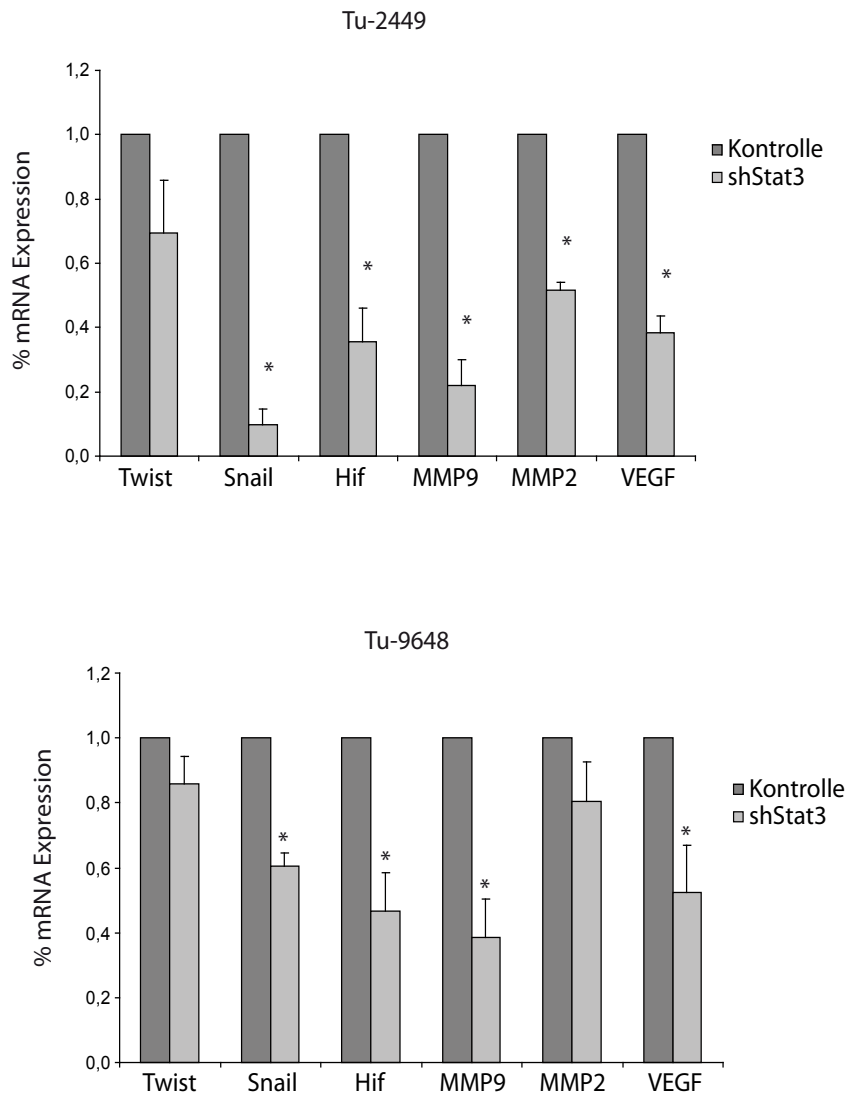 Tu-2449
% mRNA Expression
1,2
1,0
0,8
0,6
0,4
0,2
0,0
* * * * *
Twist Snail Hif MMP9 MMP2 VEGF
Kontrolle
shStat3
Tu-9648
% mRNA Expression
1,2
1,0
0,8
0,6
0,4
0,2
0,0
* * * *
Twist Snail Hif MMP9 MMP2 VEGF
Kontrolle
shStat3